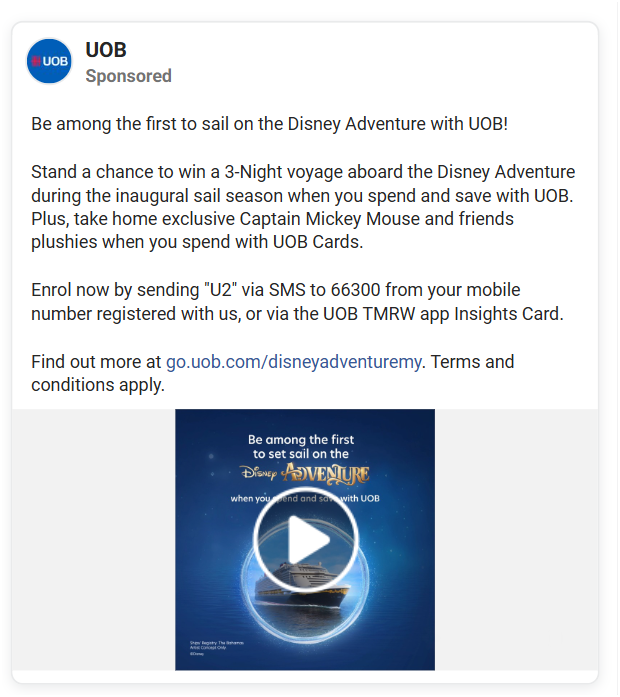 UOB
UOB
Sponsored
Be among the first to sail on the Disney Adventure with UOB!
Stand a chance to win a 3-Night voyage aboard the Disney Adventure
during the inaugural sail season when you spend and save with UOB.
Plus, take home exclusive Captain Mickey Mouse and friends
plushies when you spend with UOB Cards.
Enrol now by sending "U2" via SMS to 66300 from your mobile
number registered with us, or via the UOB TMRW app Insights Card.
Find out more at go.uob.com/disneyadventuremy. Terms and
conditions apply.
Be among the first
to set sail on the
Disney ADVENTURE
when you spend and save with UOB
Ships' Registry: The Bahamas
Artist Concept Only
©Disney